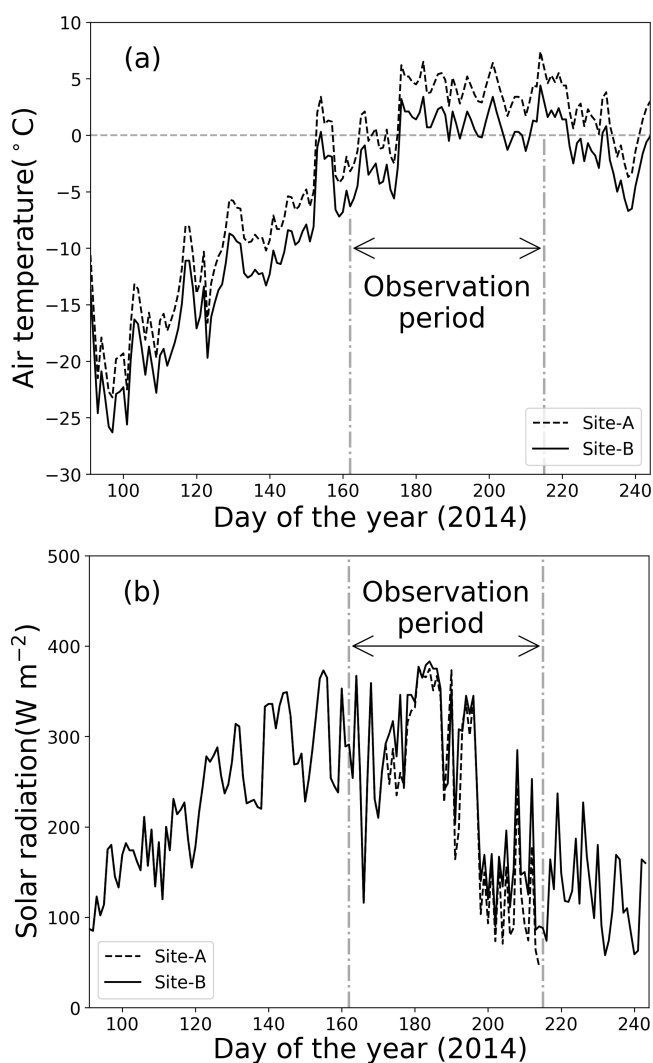 10
(a)
5
0
−5
−10
Observation
period
−15
−20
−25
−30
Air temperature(°C)
Site-A
Site-B
100 120 140 160 180 200 220 240
Day of the year (2014)
500
(b)
Observation
period
400
300
200
100
0
Solar radiation(W m⁻²)
Site-A
Site-B
100 120 140 160 180 200 220 240
Day of the year (2014)